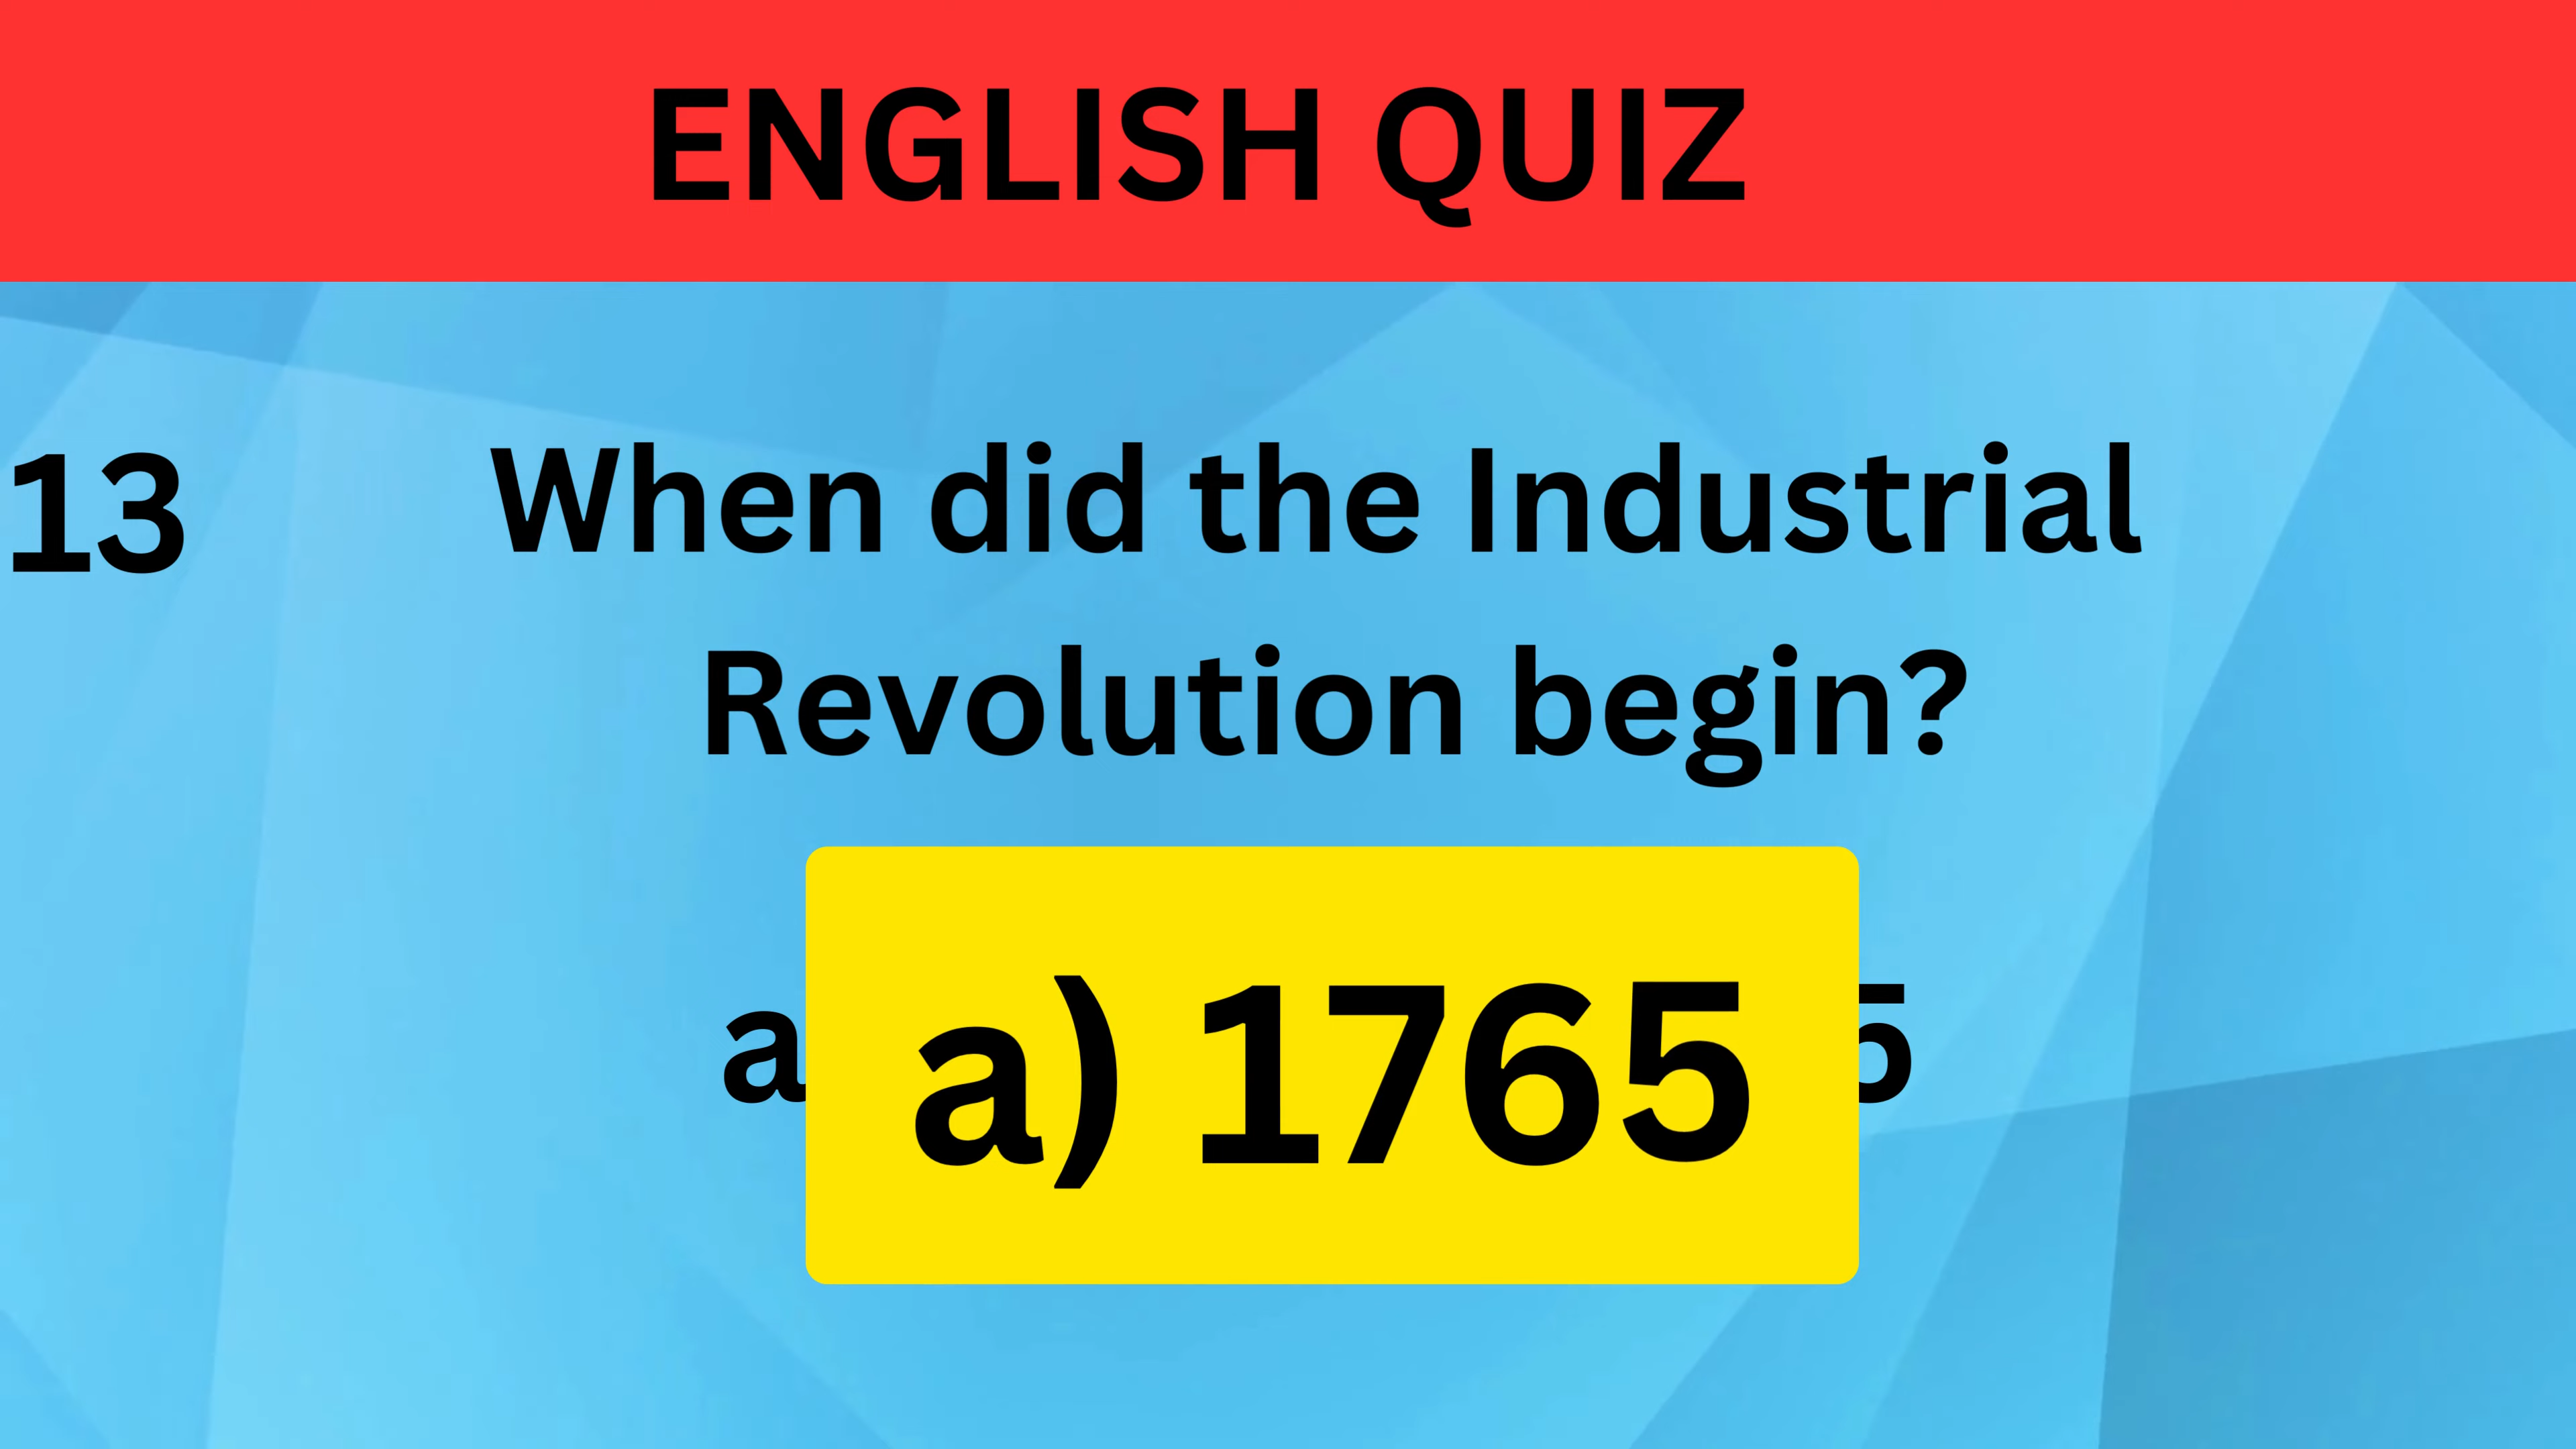 ENGLISH QUIZ
13 When did the Industrial
Revolution begin?
a) 1765